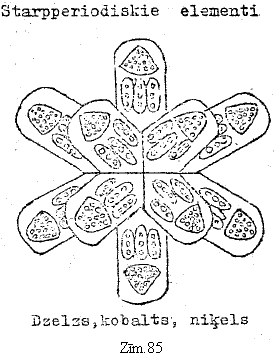 Starpperiodiskie elementi
Dzelzs, kobalts, niķels
Zīm.85